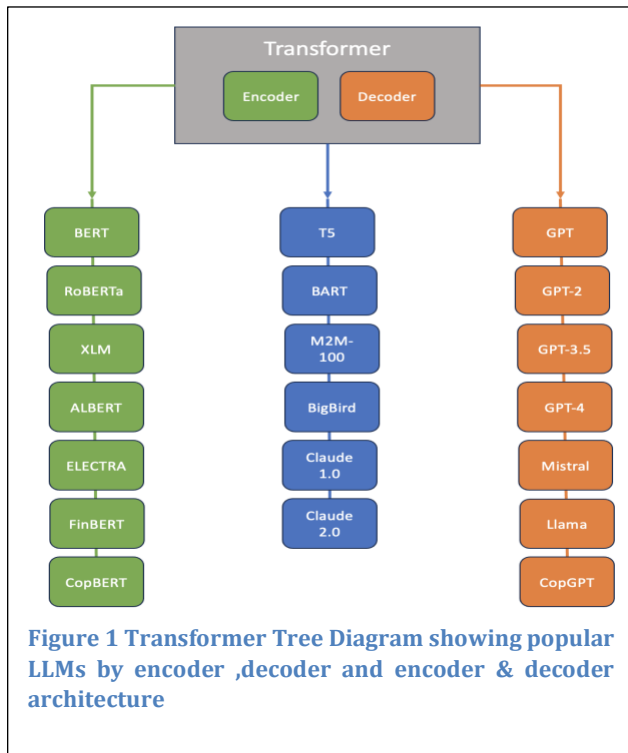 Transformer
Encoder
Decoder
BERT
RoBERTa
XLM
ALBERT
ELECTRA
FinBERT
CopBERT
T5
BART
M2M-
100
BigBird
Claude
1.0
Claude
2.0
GPT
GPT-2
GPT-3.5
GPT-4
Mistral
Llama
CopGPT
Figure 1 Transformer Tree Diagram showing popular
LLMs by encoder ,decoder and encoder & decoder
architecture